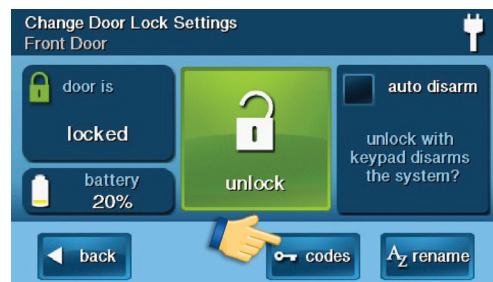 Change Door Lock Settings
Front Door
door is
locked
battery
20%
unlock
auto disarm
unlock with
keypad disarms
the system?
back
codes
AZ rename